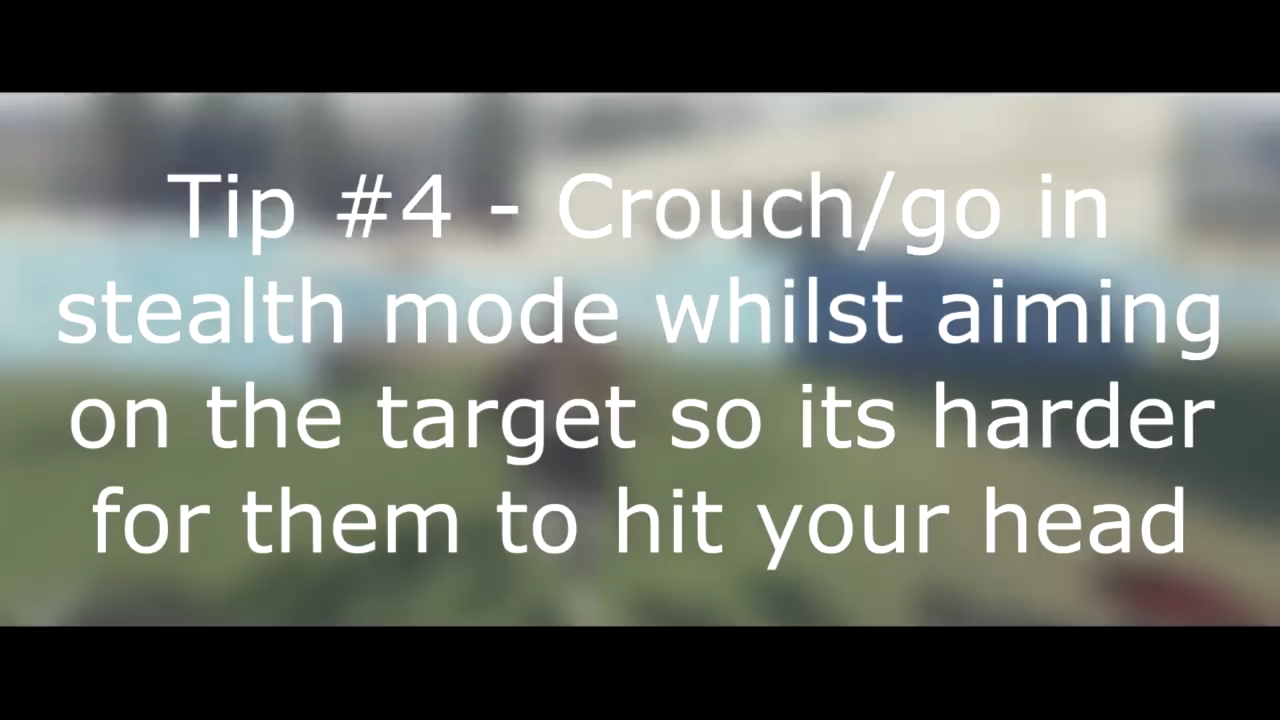 Tip #4 - Crouch/go in
stealth mode whilst aiming
on the target so its harder
for them to hit your head